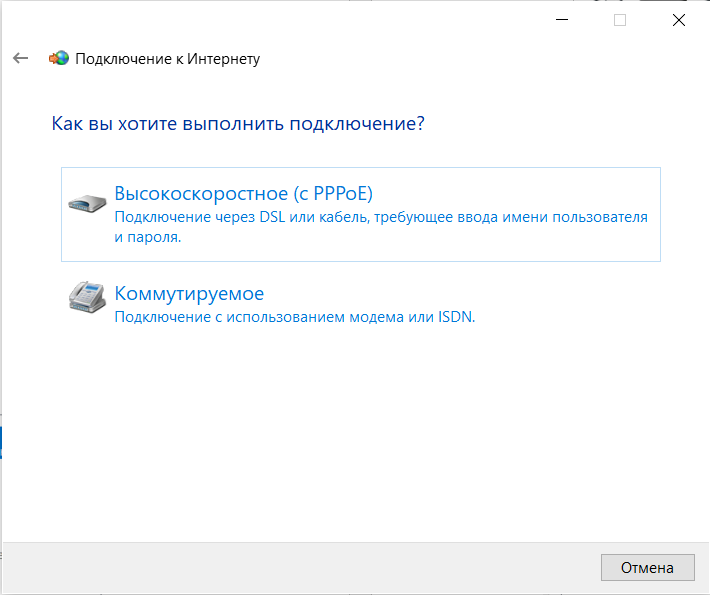 Подключение к Интернету
Как вы хотите выполнить подключение?
Высокоскоростное (с PPPoE)
Подключение через DSL или кабель, требующее ввода имени пользователя
и пароля.
Коммутируемое
Подключение с использованием модема или ISDN.
Отмена